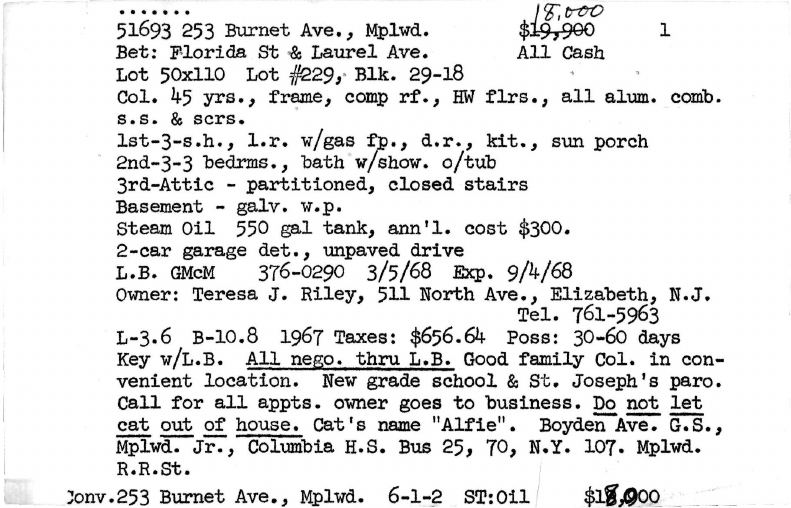 .......
18,000
51693 253 Burnet Ave., Mplwd. $19,900 1
Bet: Florida St & Laurel Ave. All Cash
Lot 50x110 Lot #229, Blk. 29-18
Col. 45 yrs., frame, comp rf., HW flrs., all alum. comb.
s.s. & scrs.
1st-3-s.h., l.r. w/gas fp., d.r., kit., sun porch
2nd-3-3 bedrms., bath w/show. o/tub
3rd-Attic - partitioned, closed stairs
Basement - galv. w.p.
Steam Oil 550 gal tank, ann'l. cost $300.
2-car garage det., unpaved drive
L.B. GMcM 376-0290 3/5/68 Exp. 9/4/68
Owner: Teresa J. Riley, 511 North Ave., Elizabeth, N.J.
Tel. 761-5963
L-3.6 B-10.8 1967 Taxes: $656.64 Poss: 30-60 days
Key w/L.B. All nego. thru L.B. Good family Col. in con-
venient location. New grade school & St. Joseph's paro.
Call for all appts. owner goes to business. Do not let
cat out of house. Cat's name "Alfie". Boyden Ave. G.S.,
Mplwd. Jr., Columbia H.S. Bus 25, 70, N.Y. 107. Mplwd.
R.R.St.
Conv.253 Burnet Ave., Mplwd. 6-1-2 ST:Oil $18,000